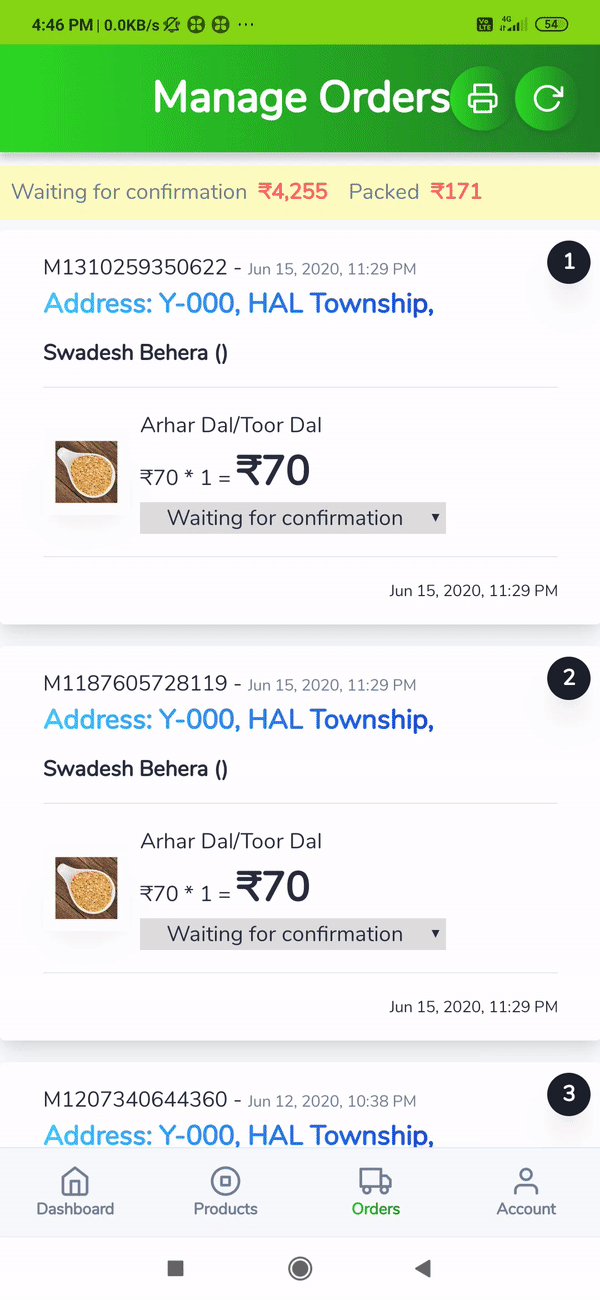 4:46 PM | 0.0KB/s ...
Vo LTE 4G 54
Manage Orders
Waiting for confirmation ₹4,255 Packed ₹171
1
M1310259350622 - Jun 15, 2020, 11:29 PM
Address: Y-000, HAL Township,
Swadesh Behera ()
Arhar Dal/Toor Dal
₹70 * 1 = ₹70
Waiting for confirmation
Jun 15, 2020, 11:29 PM
2
M1187605728119 - Jun 15, 2020, 11:29 PM
Address: Y-000, HAL Township,
Swadesh Behera ()
Arhar Dal/Toor Dal
₹70 * 1 = ₹70
Waiting for confirmation
Jun 15, 2020, 11:29 PM
3
M1207340644360 - Jun 12, 2020, 10:38 PM
Address: Y-000, HAL Township,
Dashboard Products Orders Account